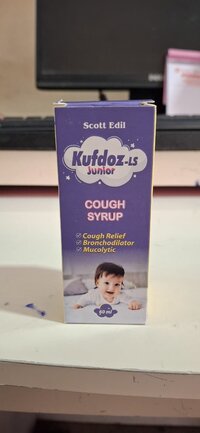 Scott Edil
Kufdoz-LS
Junior
COUGH
SYRUP
Cough Relief
Bronchodilator
Mucolytic
60 ml